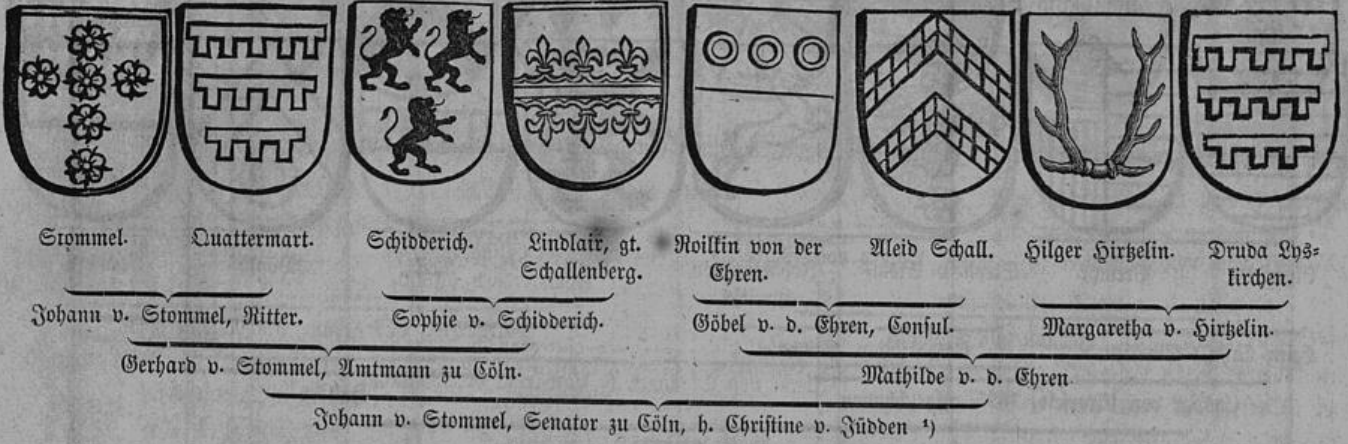 Stommel. Quattermart. Schidderich. Lindlair, gt. Roilkin von der Aleid Schall. Hilger Hirtzelin. Druda Lys-
Schallenberg. Ehren. kirchen.
Johann v. Stommel, Ritter. Sophie v. Schidderich. Göbel v. d. Ehren, Consul. Margaretha v. Hirtzelin.
Gerhard v. Stommel, Amtmann zu Cöln. Mathilde v. d. Ehren
Johann v. Stommel, Senator zu Cöln, h. Christine v. Jüdden ¹)